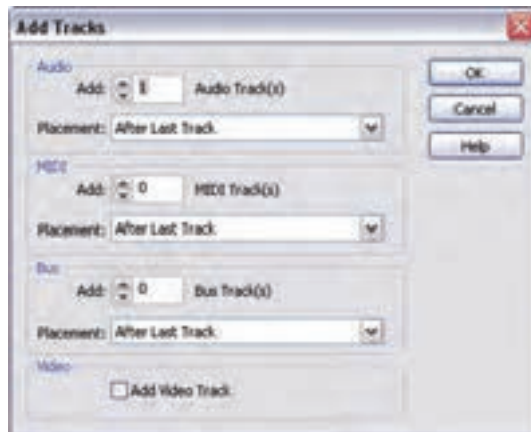 Add Tracks
Audio
Add: 1 Audio Track(s)
Placement: After Last Track
MIDI
Add: 0 MIDI Track(s)
Placement: After Last Track
Bus
Add: 0 Bus Track(s)
Placement: After Last Track
Video
Add Video Track
OK
Cancel
Help